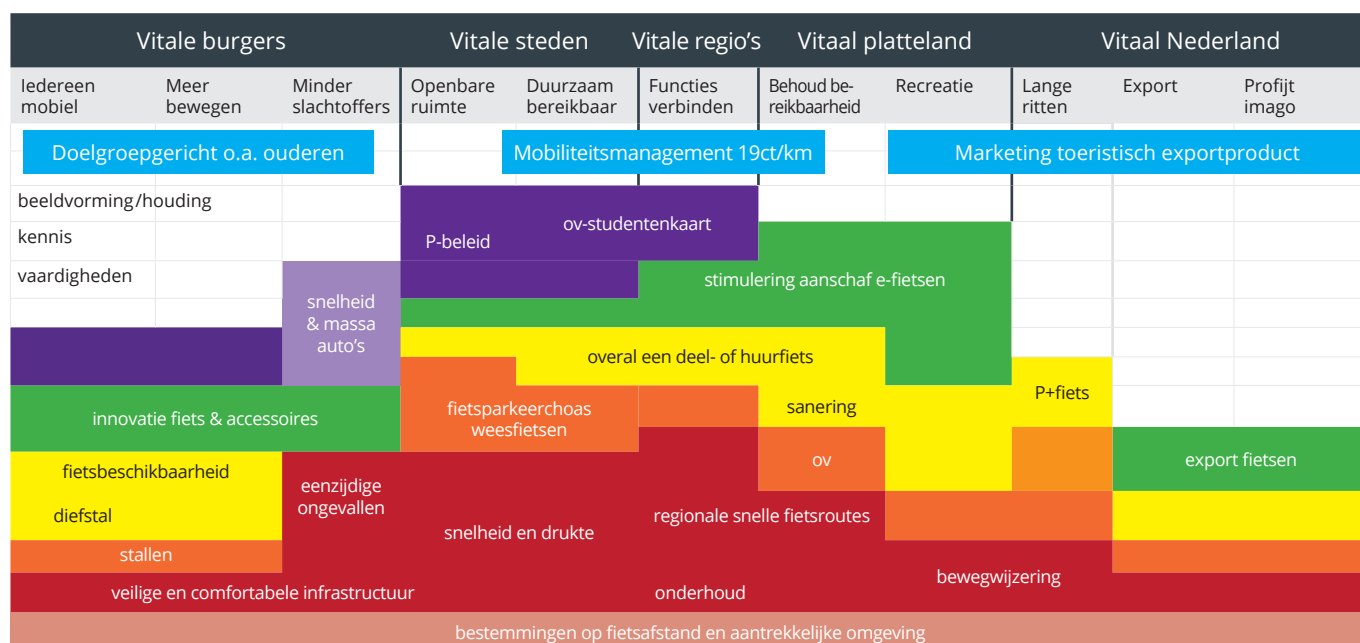 Vitale burgers
Vitale steden
Vitale regio's
Vitaal platteland
Vitaal Nederland
Iedereen
mobiel
Meer
bewegen
Minder
slachtoffers
Openbare
ruimte
Duurzaam
bereikbaar
Functies
verbinden
Behoud be-
reikbaarheid
Recreatie
Lange
ritten
Export
Profijt
imago
Doelgroepgericht o.a. ouderen
Mobiliteitsmanagement 19ct/km
Marketing toeristisch exportproduct
beeldvorming/houding
kennis
vaardigheden
P-beleid
ov-studentenkaart
stimulering aanschaf e-fietsen
snelheid
& massa
auto's
overal een deel- of huurfiets
P+fiets
innovatie fiets & accessoires
fietsparkeerchoas
weesfietsen
sanering
fietsbeschikbaarheid
diefstal
eenzijdige
ongevallen
ov
export fietsen
snelheid en drukte
regionale snelle fietsroutes
stallen
bewegwijzering
veilige en comfortabele infrastructuur
onderhoud
bestemmingen op fietsafstand en aantrekkelijke omgeving